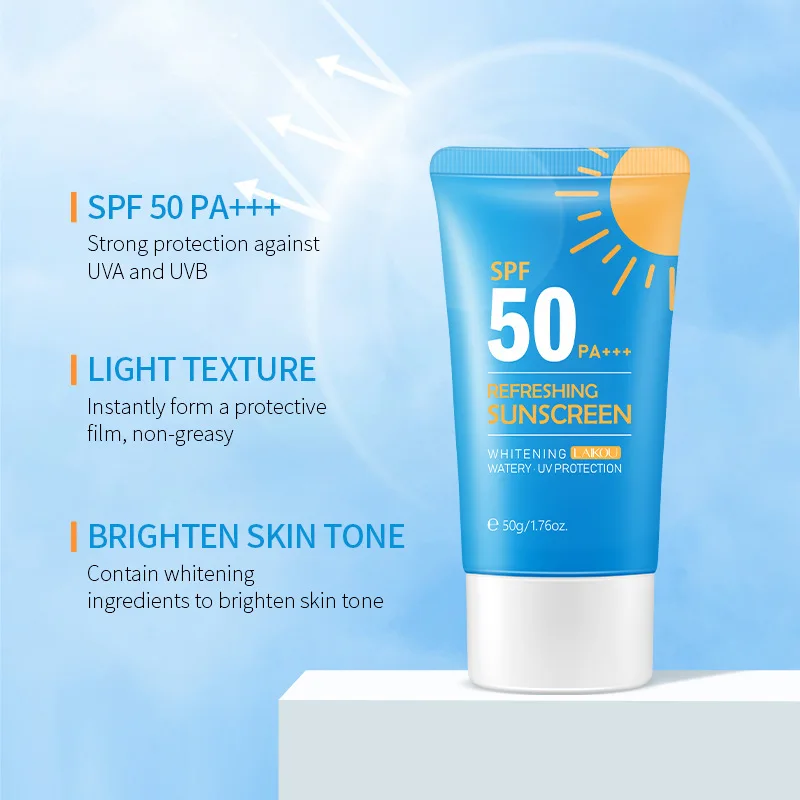 SPF 50 PA+++
Strong protection against
UVA and UVB
LIGHT TEXTURE
Instantly form a protective
film, non-greasy
BRIGHTEN SKIN TONE
Contain whitening
ingredients to brighten skin tone
SPF
50 PA+++
REFRESHING
SUNSCREEN
WHITENING LAIKOU
WATERY · UV PROTECTION
e 50g/1.76oz.